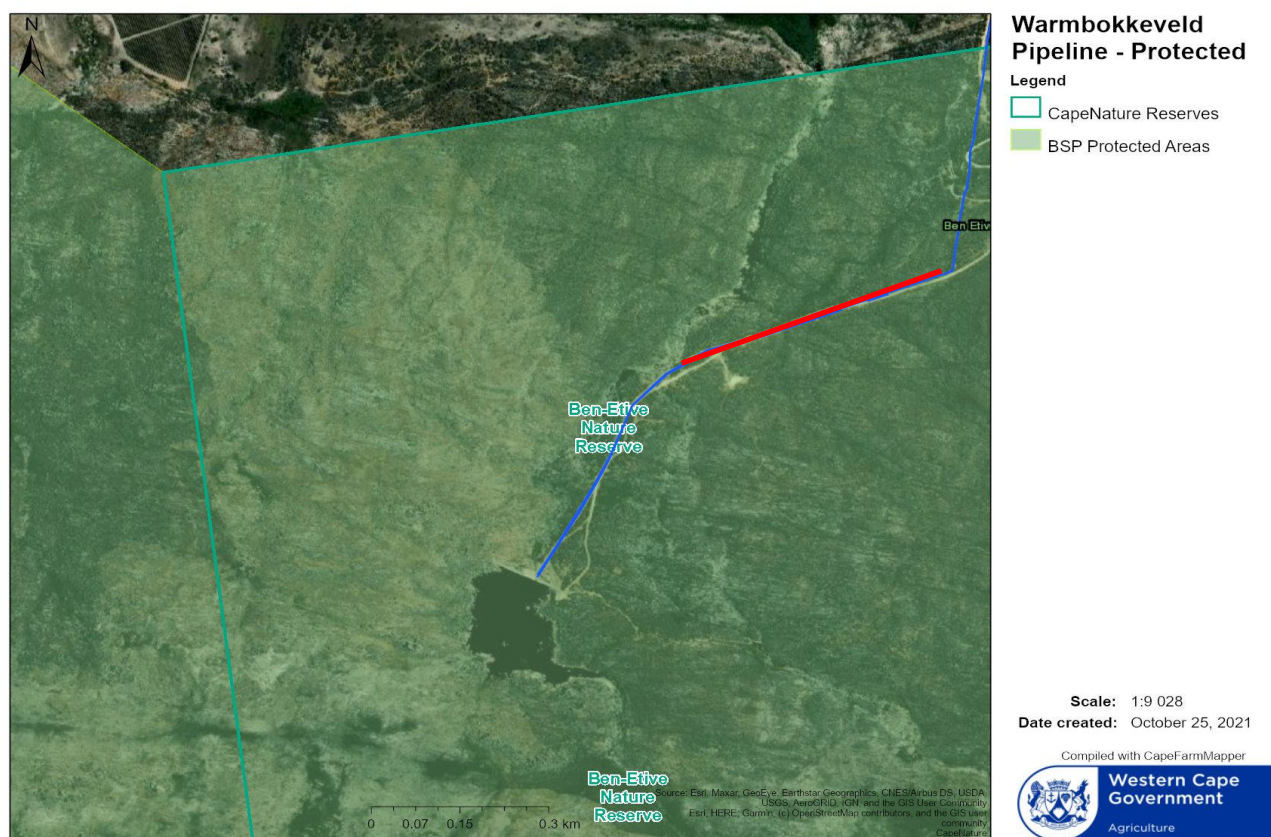 N
Ben Etiv
Ben-Etive
Nature
Reserve
Ben-Etive
Nature
Reserve
0 0.07 0.15 0.3 km
Source: Esri, Maxar, GeoEye, Earthstar Geographics, CNES/Airbus DS, USDA,
USGS, AeroGRID, IGN, and the GIS User Community
Esri, HERE, Garmin, (c) OpenStreetMap contributors, and the GIS user
community
CapeNature
Warmbokkeveld
Pipeline - Protected
Legend
CapeNature Reserves
BSP Protected Areas
Scale: 1:9 028
Date created: October 25, 2021
Compiled with CapeFarmMapper
Western Cape
Government
Agriculture